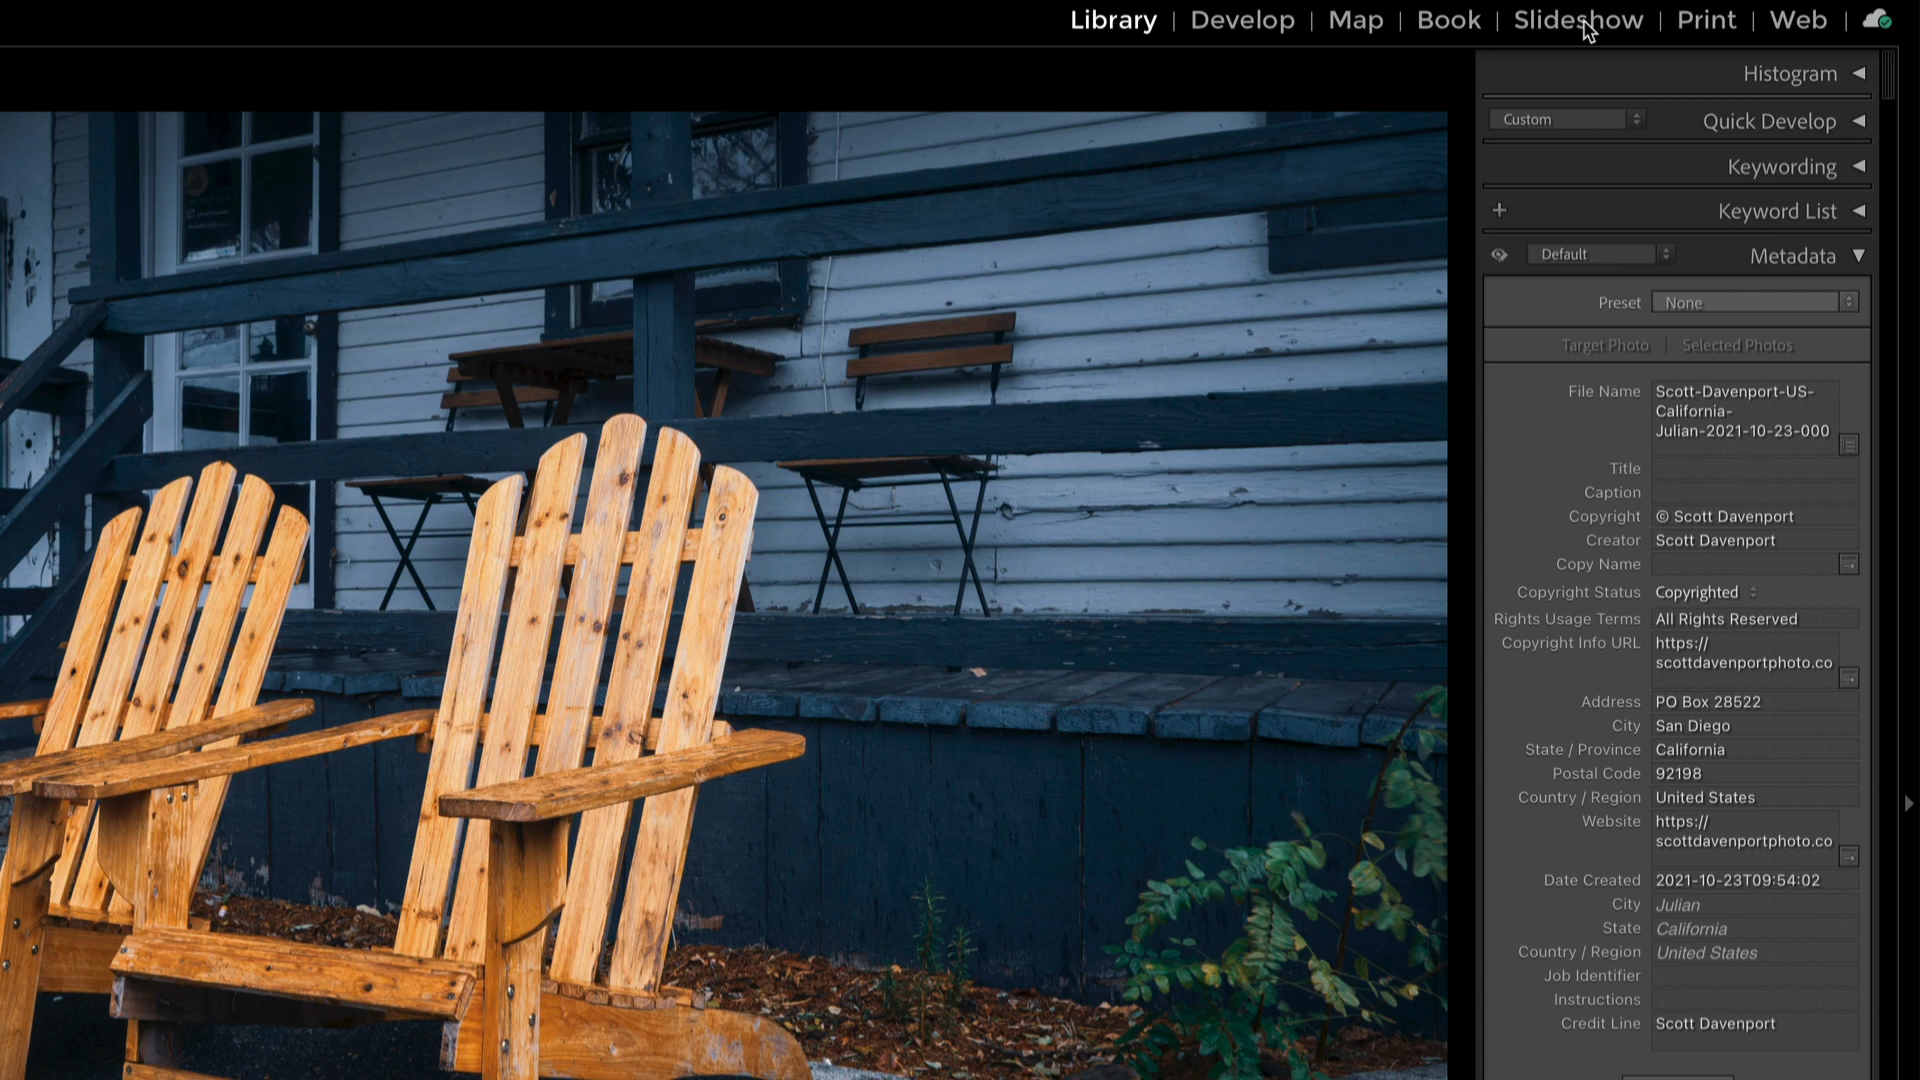 Library | Develop | Map | Book | Slideshow | Print | Web |
Histogram
Custom Quick Develop
Keywording
+ Keyword List
Default Metadata
Preset None
Target Photo | Selected Photos
File Name Scott-Davenport-US-
California-
Julian-2021-10-23-000
Title
Caption
Copyright © Scott Davenport
Creator Scott Davenport
Copy Name
Copyright Status Copyrighted
Rights Usage Terms All Rights Reserved
Copyright Info URL https://
scottdavenportphoto.co
Address PO Box 28522
City San Diego
State / Province California
Postal Code 92198
Country / Region United States
Website https://
scottdavenportphoto.co
Date Created 2021-10-23T09:54:02
City Julian
State California
Country / Region United States
Job Identifier
Instructions
Credit Line Scott Davenport